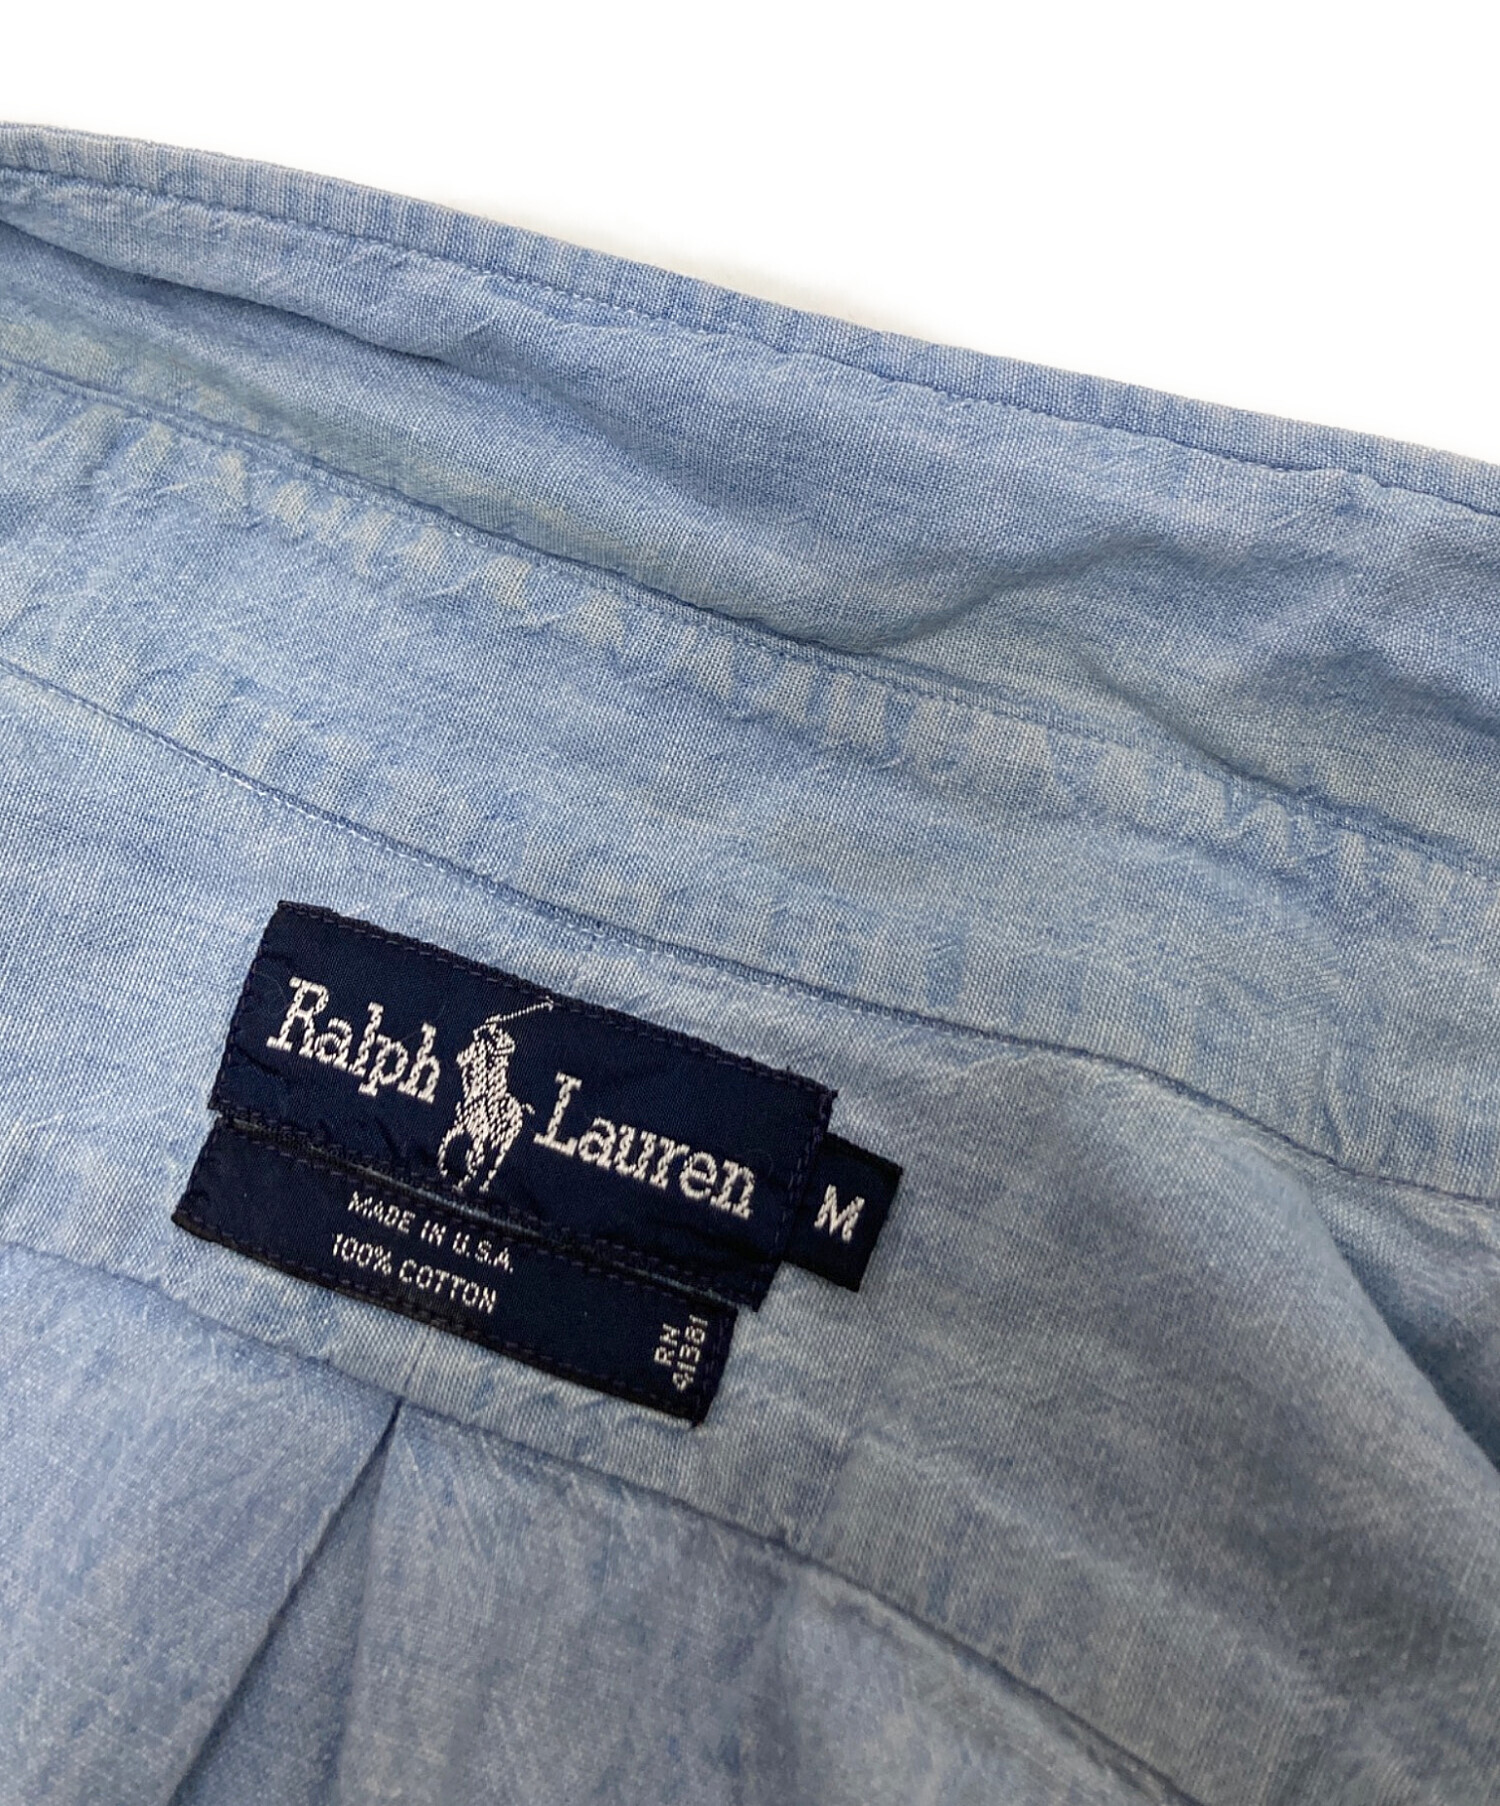 Ralph Lauren
M
MADE IN U.S.A.
100% COTTON
RN
41381